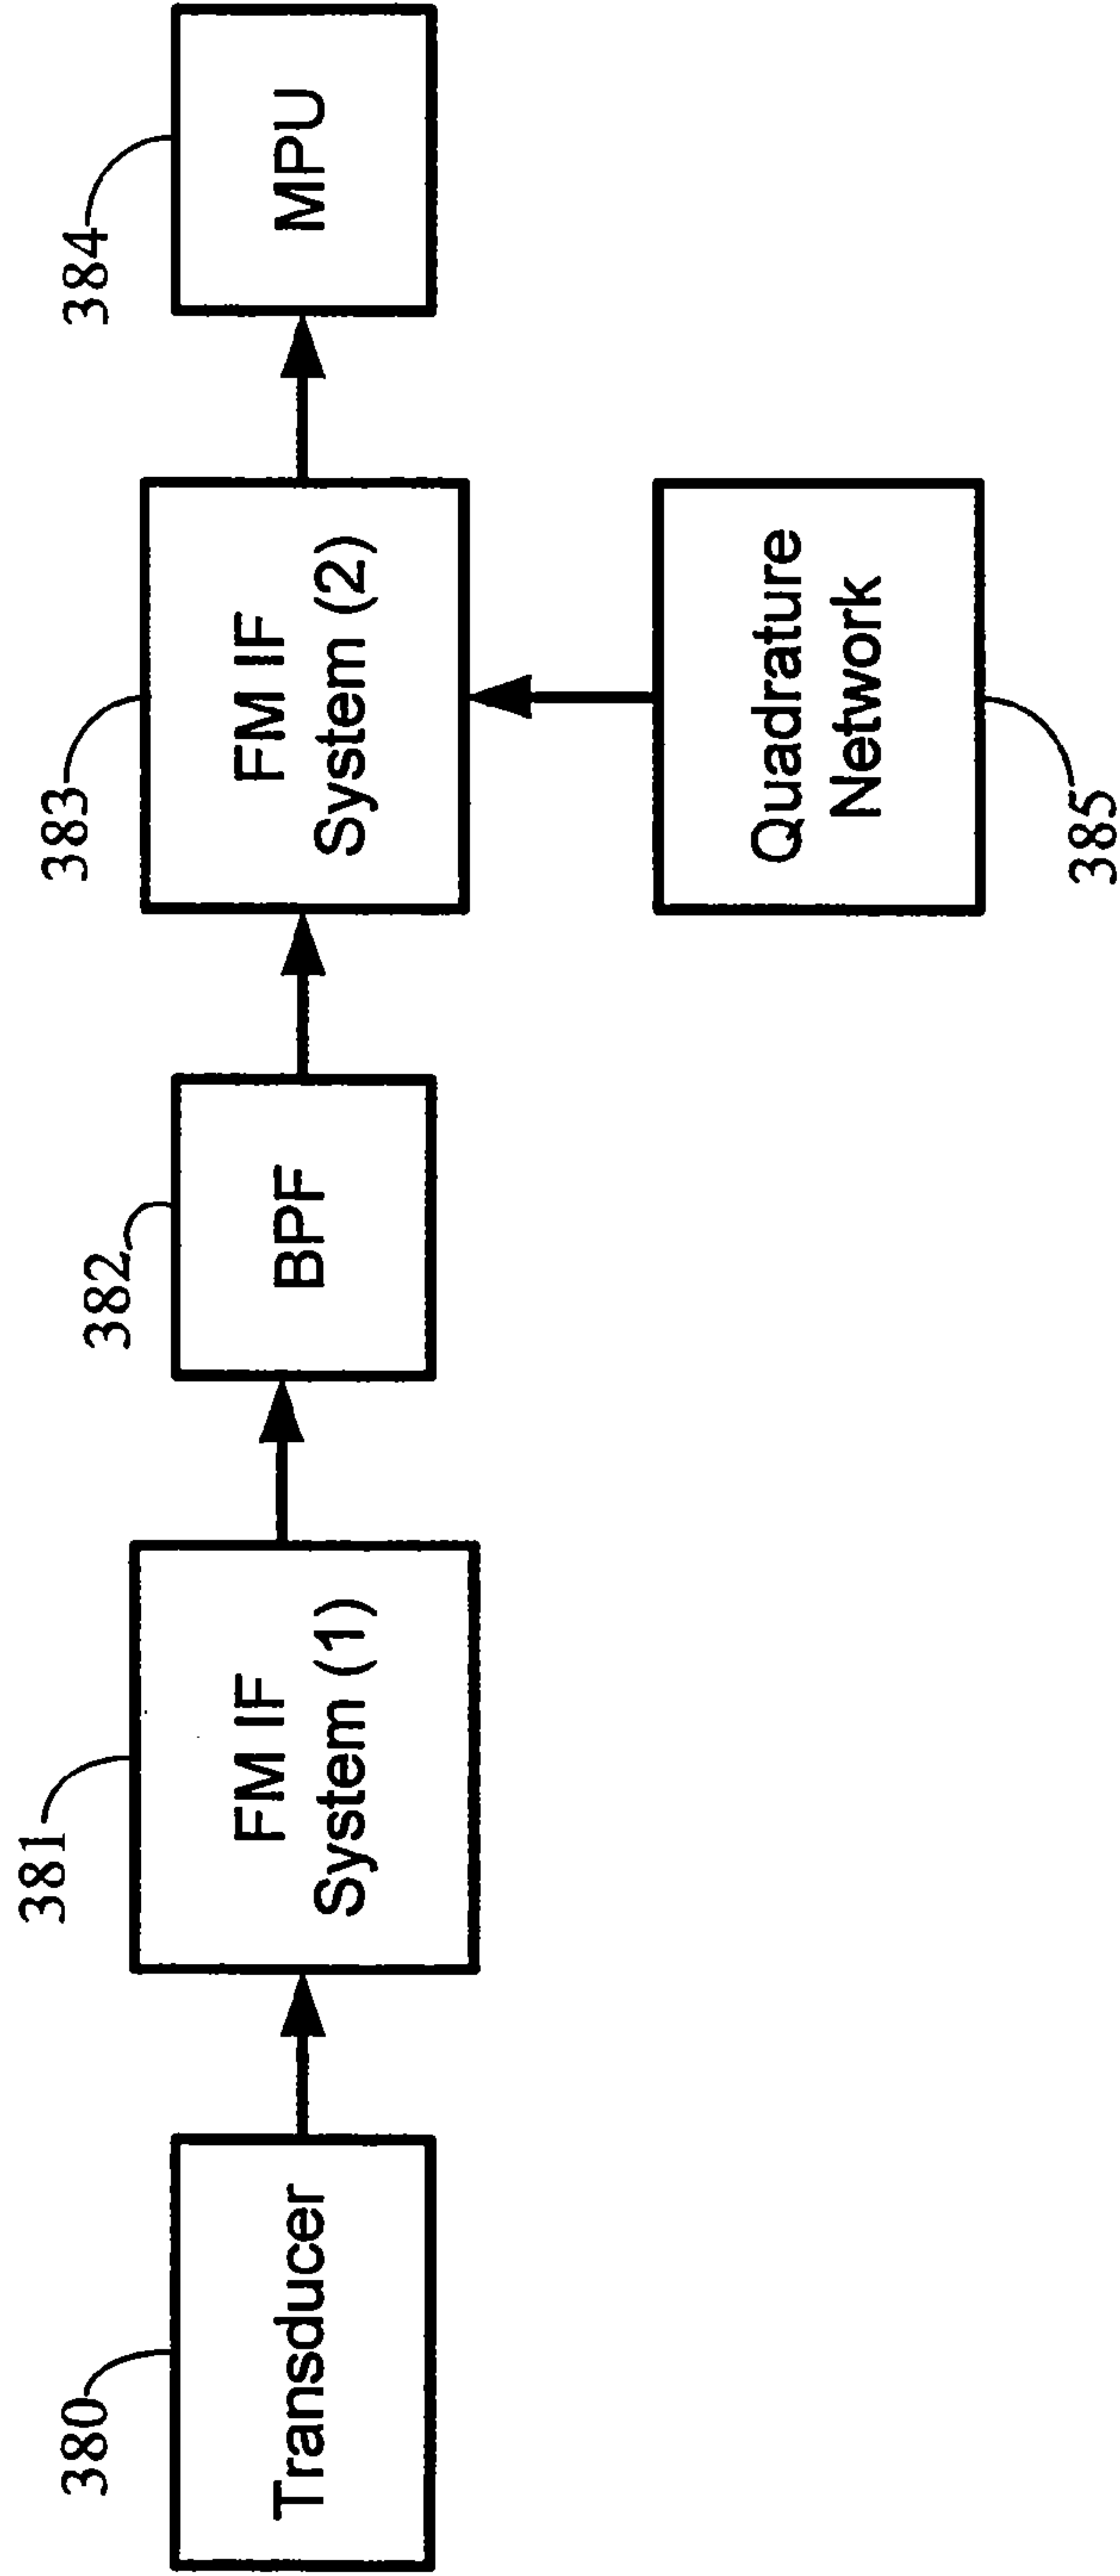 380
Transducer
381
FM IF
System (1)
382
BPF
383
FM IF
System (2)
384
MPU
Quadrature
Network
385